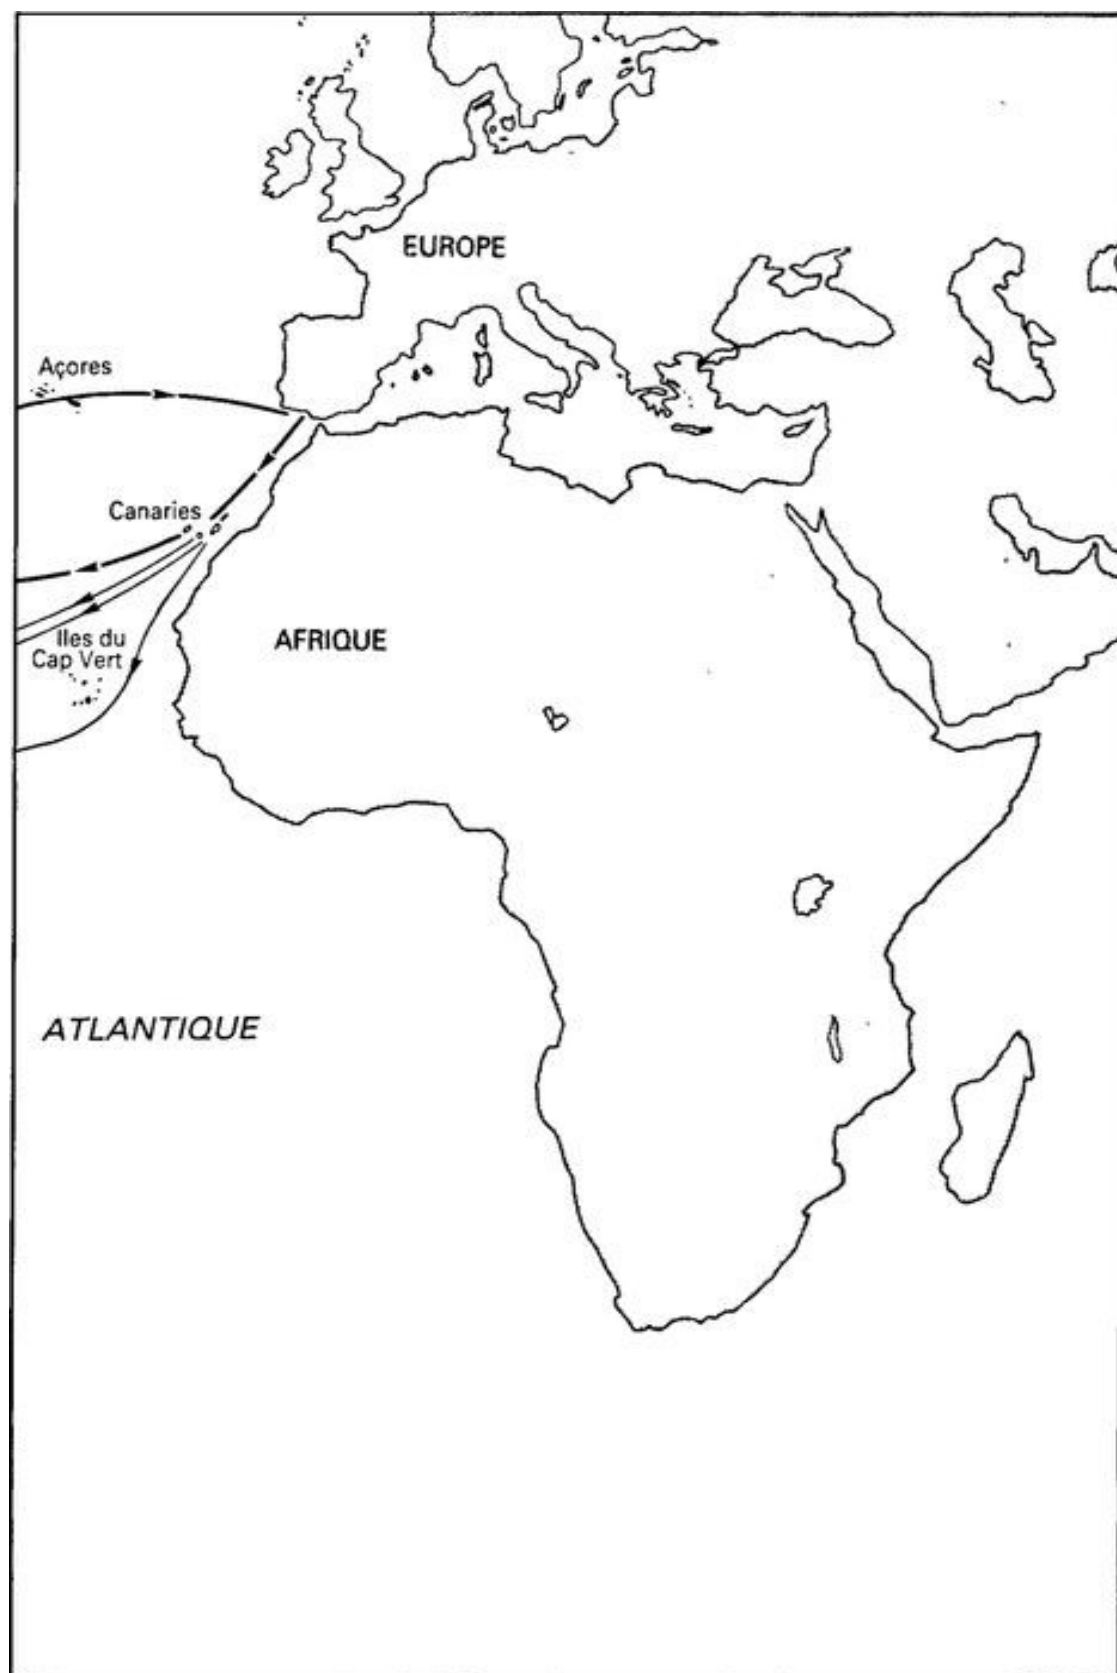 EUROPE
Açores
Canaries
Iles du
Cap Vert
AFRIQUE
ATLANTIQUE